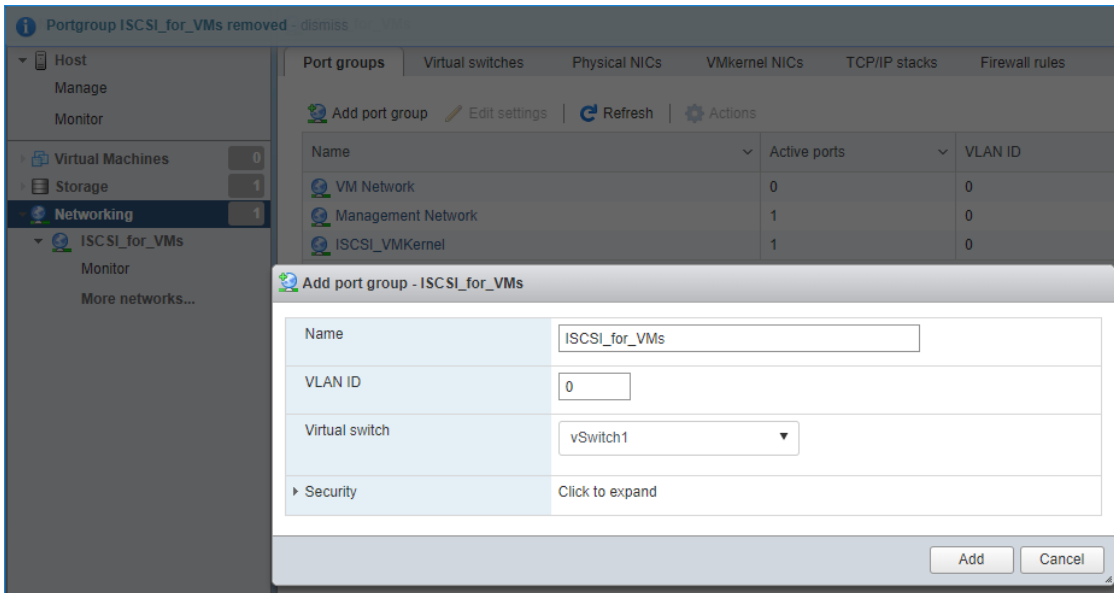 Portgroup ISCSI_for_VMs removed - dismiss
Host
Manage
Monitor
Virtual Machines 0
Storage 1
Networking 1
ISCSI_for_VMs
Monitor
More networks...
Port groups Virtual switches Physical NICs VMkernel NICs TCP/IP stacks Firewall rules
Add port group Edit settings Refresh Actions
Name Active ports VLAN ID
VM Network 0 0
Management Network 1 0
ISCSI_VMKernel 1 0
Add port group - ISCSI_for_VMs
Name ISCSI_for_VMs
VLAN ID 0
Virtual switch vSwitch1
Security Click to expand
Add Cancel